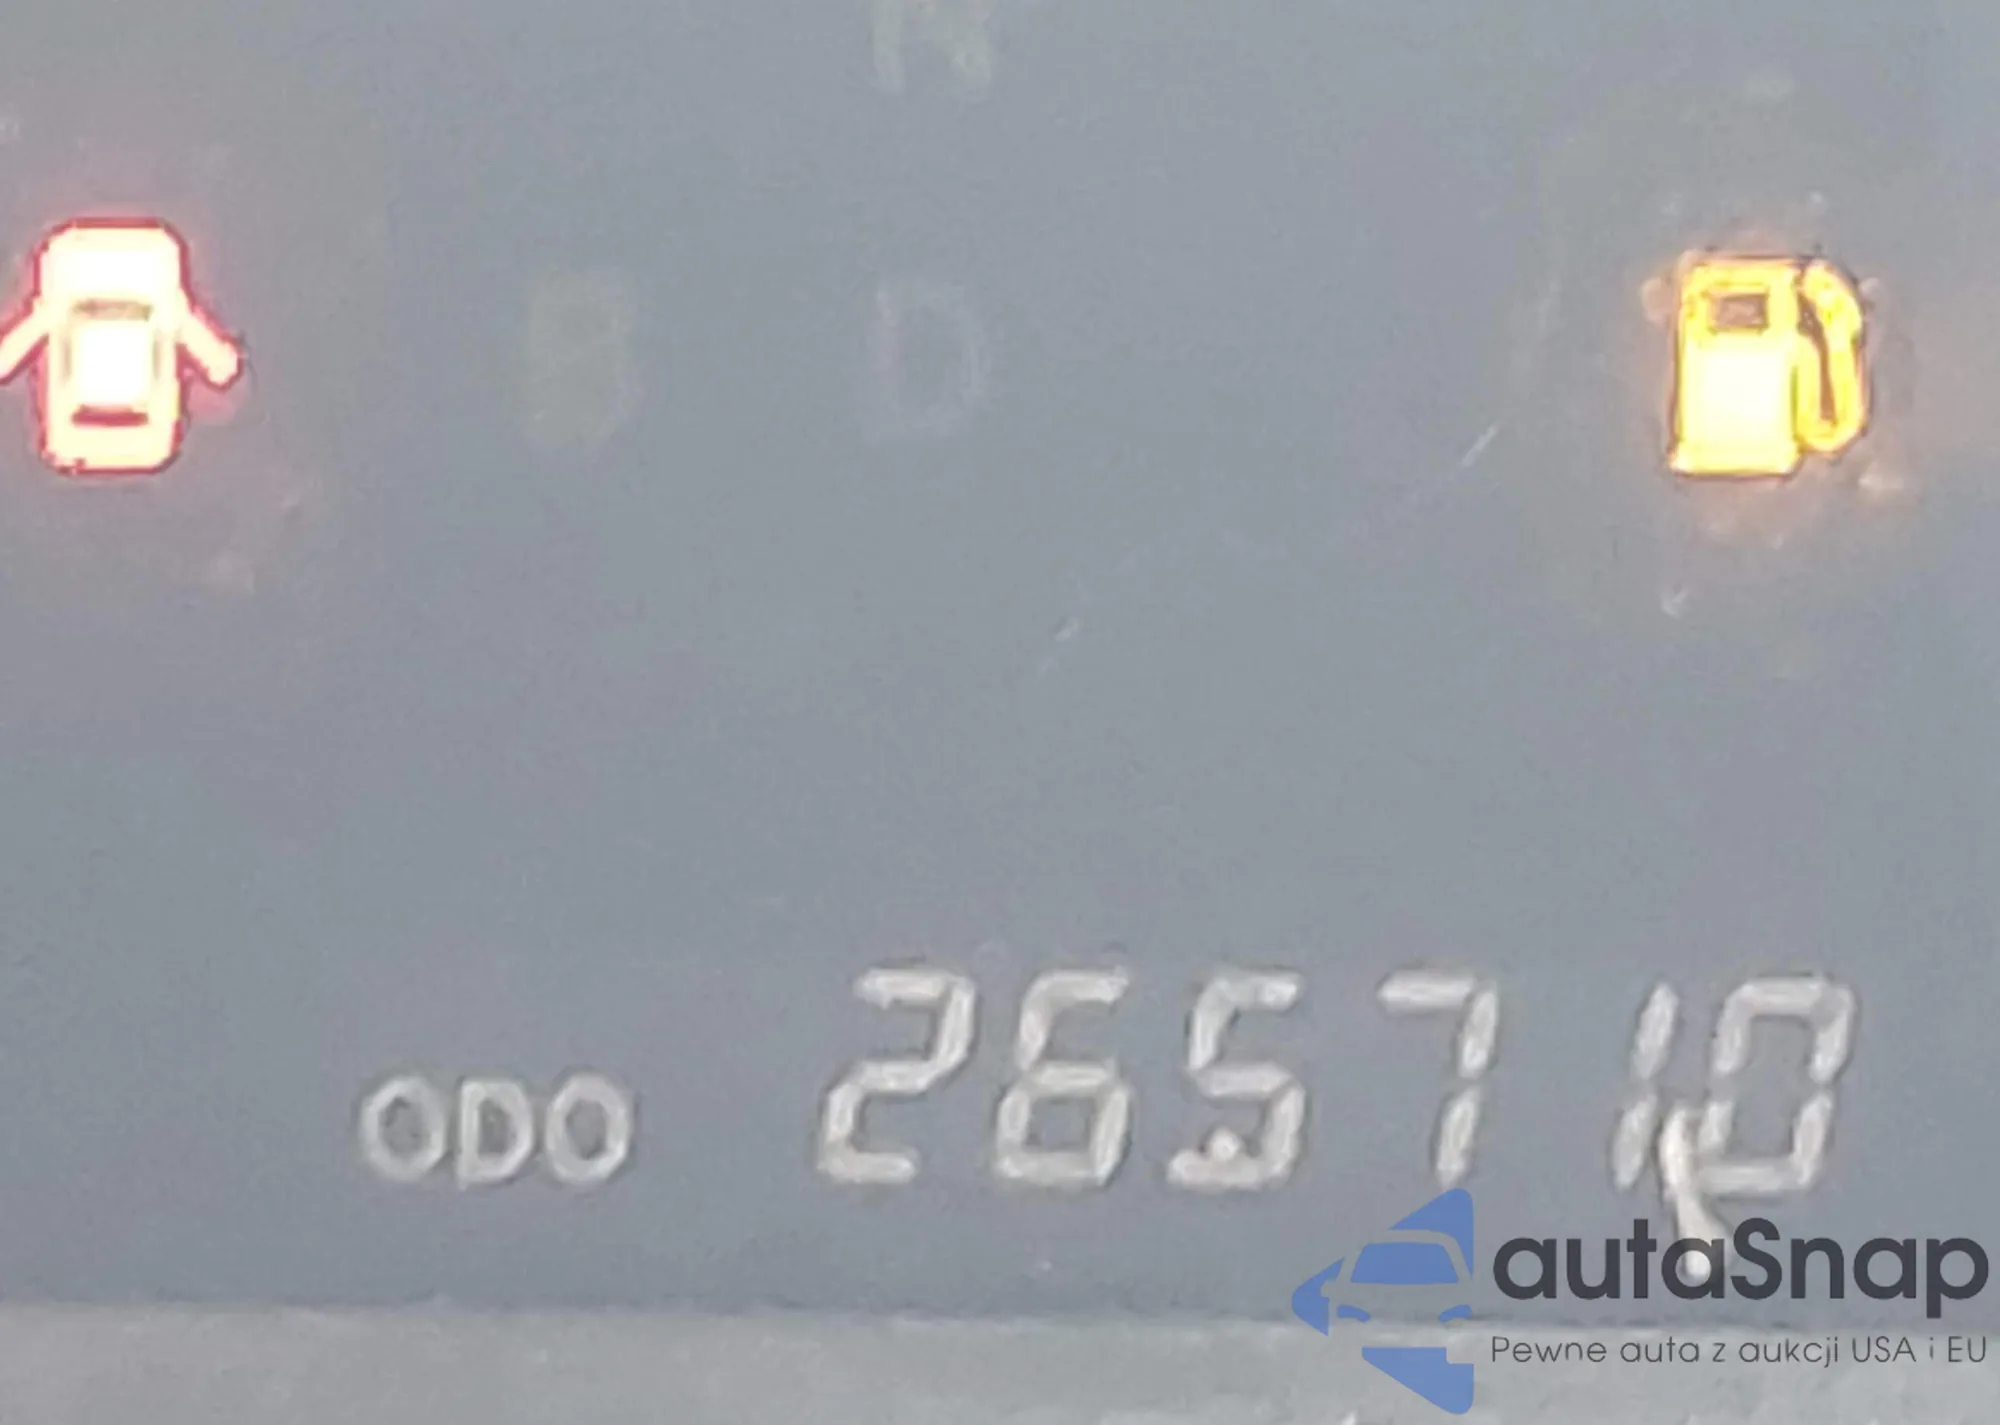 R
D
ODO 265710
autaSnap
Pewne auta z aukcji USA i EU